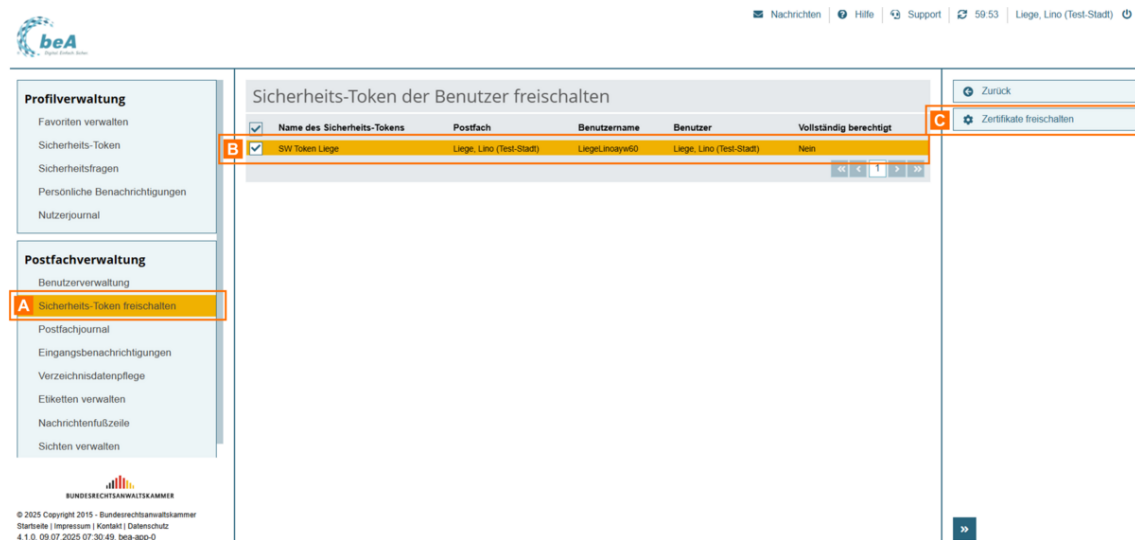 Nachrichten Hilfe Support 59:53 Liege, Lino (Test-Stadt)
beA
Digital. Einfach. Sicher.
Profilverwaltung
Favoriten verwalten
Sicherheits-Token
Sicherheitsfragen
Persönliche Benachrichtigungen
Nutzerjournal
Postfachverwaltung
Benutzerverwaltung
A Sicherheits-Token freischalten
Postfachjournal
Eingangsbenachrichtigungen
Verzeichnisdatenpflege
Etiketten verwalten
Nachrichtenfußzeile
Sichten verwalten
BUNDESRECHTSANWALTSKAMMER
© 2025 Copyright 2015 - Bundesrechtsanwaltskammer
Startseite | Impressum | Kontakt | Datenschutz
4.1.0, 09.07.2025 07:30:49, bea-app-0
Sicherheits-Token der Benutzer freischalten
Name des Sicherheits-Tokens Postfach Benutzername Benutzer Vollständig berechtigt
B SW Token Liege Liege, Lino (Test-Stadt) LiegeLinoayw60 Liege, Lino (Test-Stadt) Nein
« < 1 > »
Zurück
C Zertifikate freischalten
»